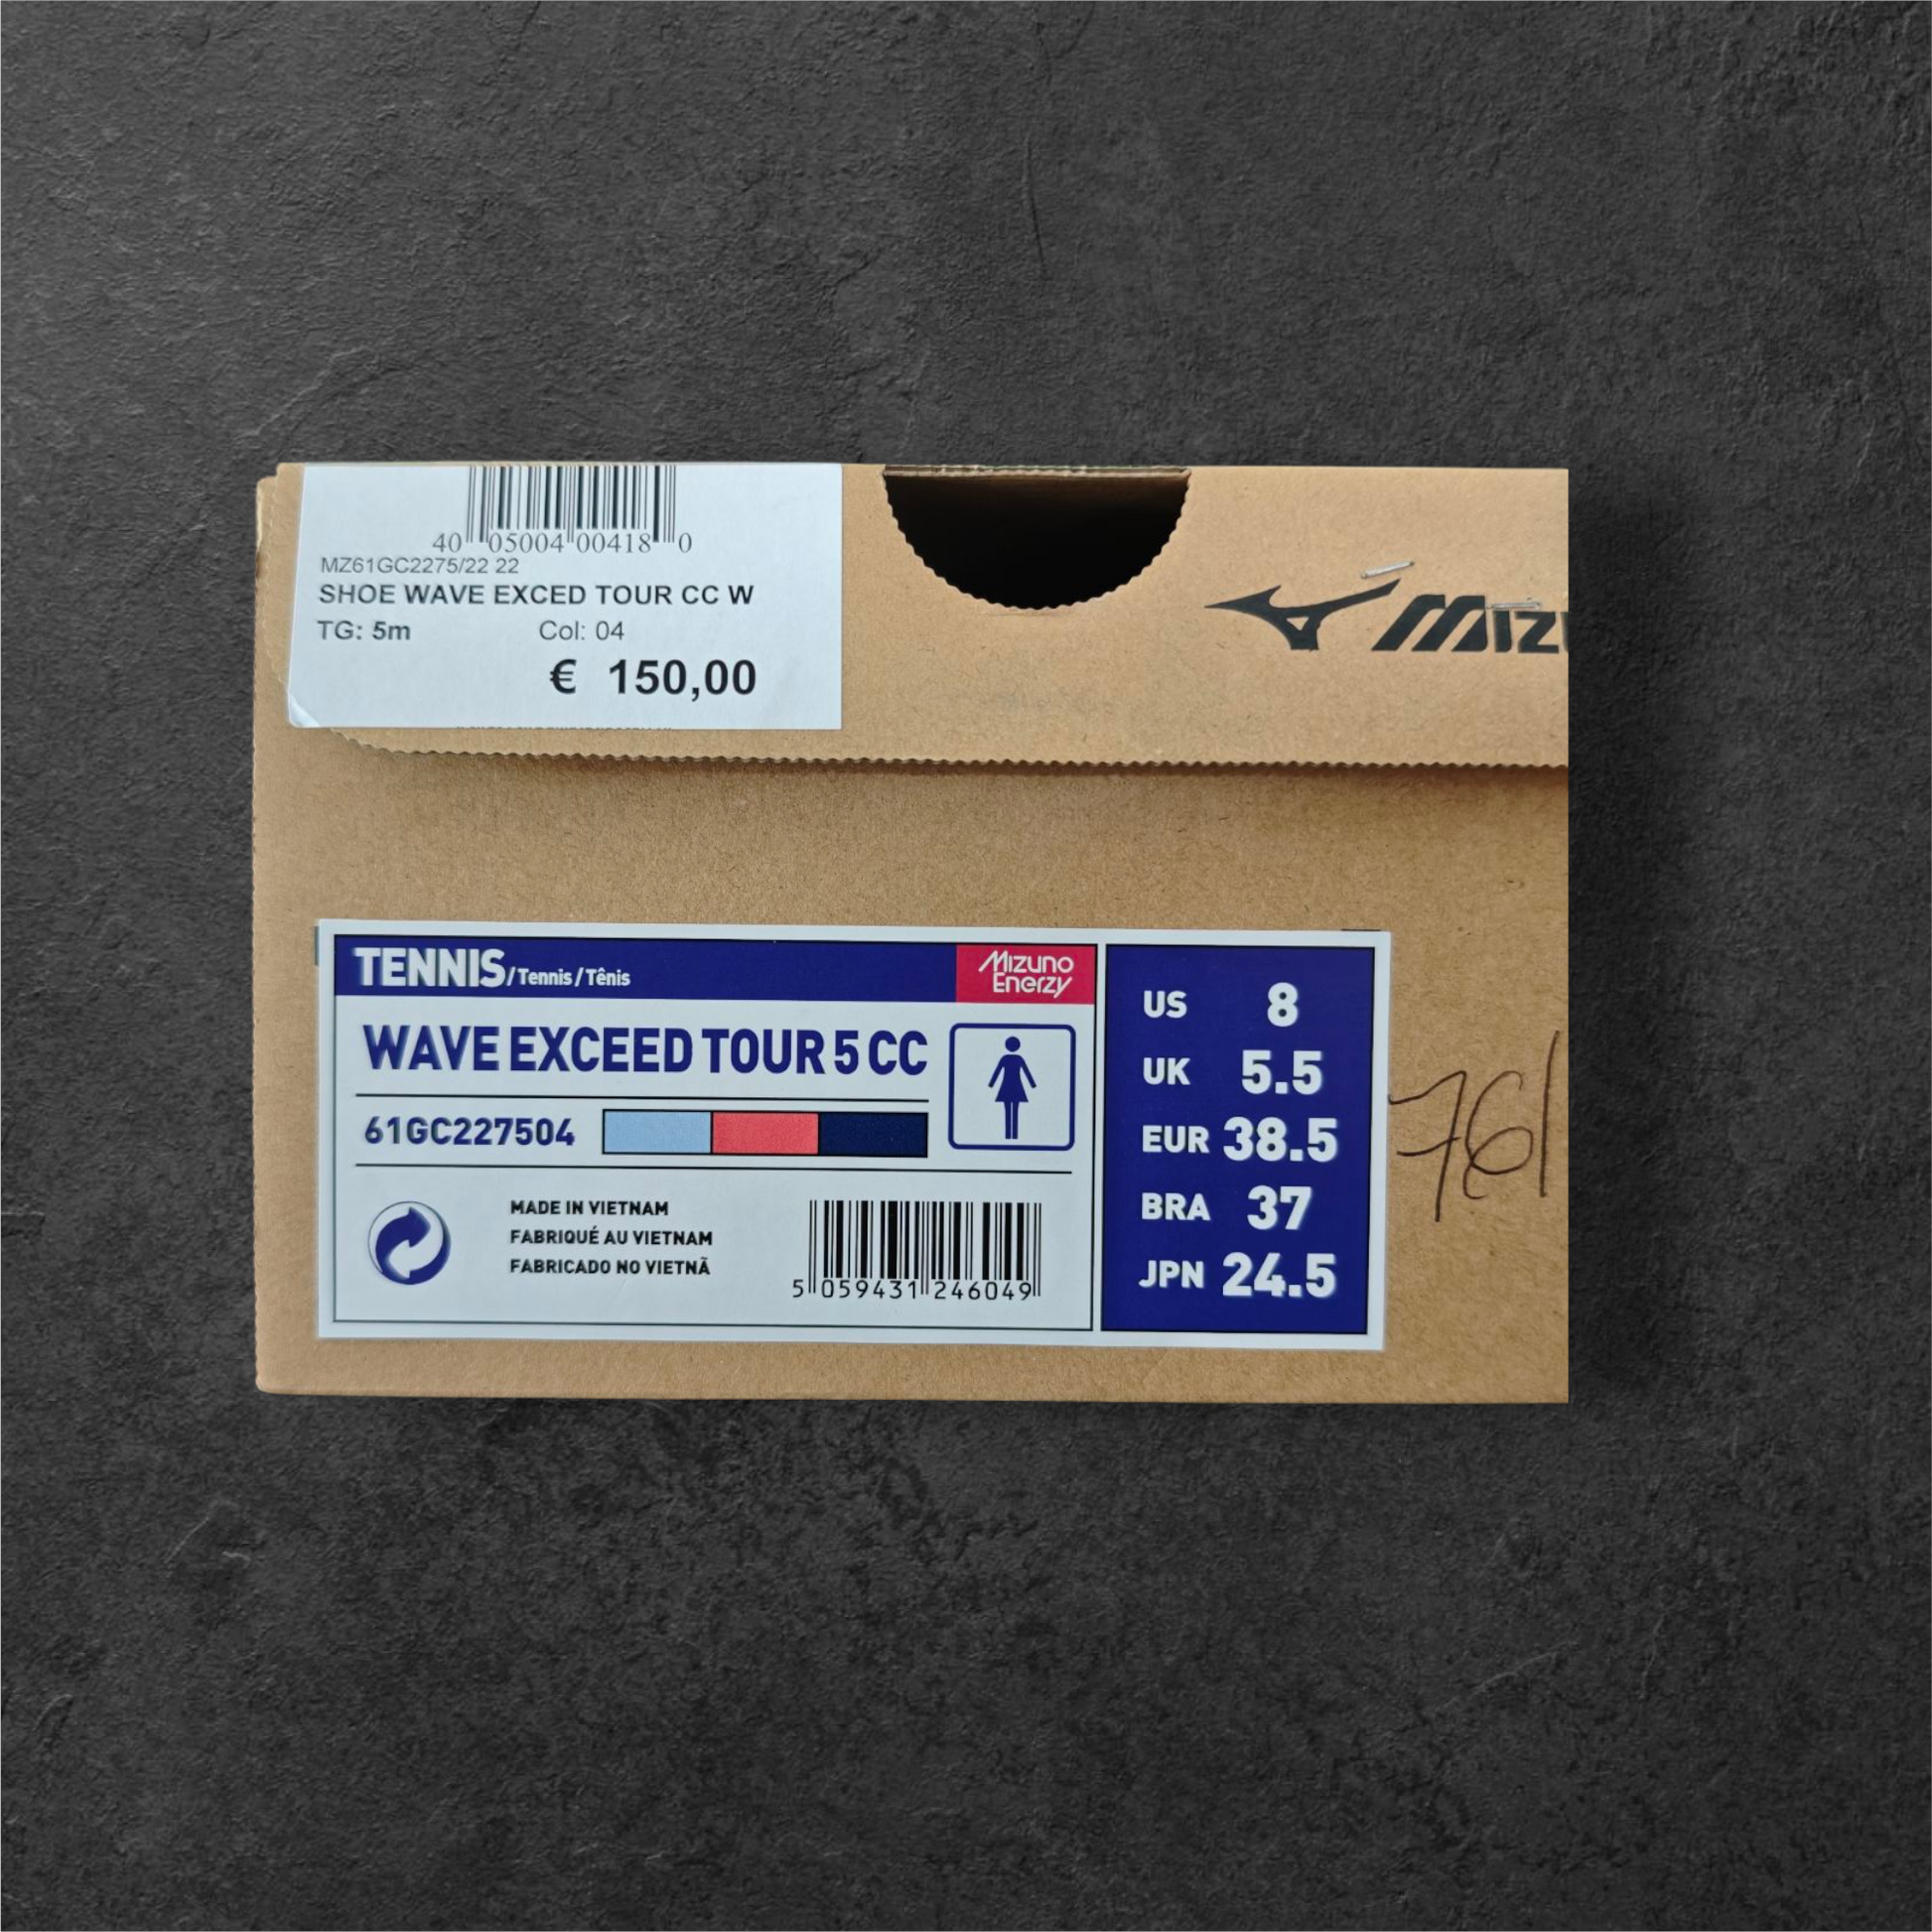 40 05004 00418 0
MZ61GC2275/22 22
SHOE WAVE EXCED TOUR CC W
TG: 5m Col: 04
€ 150,00
TENNIS/Tennis/Tênis
Mizuno
Enerzy
WAVE EXCEED TOUR 5 CC
61GC227504
MADE IN VIETNAM
FABRIQUÉ AU VIETNAM
FABRICADO NO VIETNÃ
5 059431 246049
US 8
UK 5.5
EUR 38.5
BRA 37
JPN 24.5
761